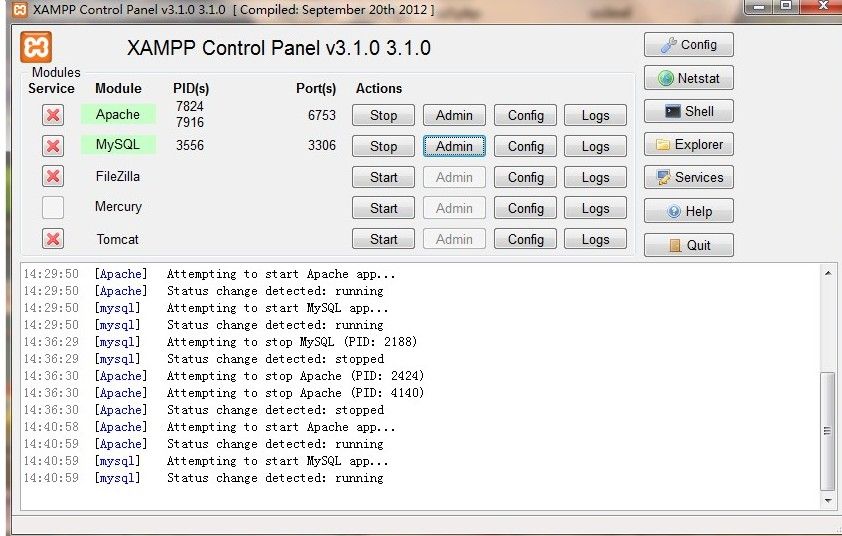 XAMPP Control Panel v3.1.0 3.1.0 [ Compiled: September 20th 2012 ]
XAMPP Control Panel v3.1.0 3.1.0
Config
Modules
Service Module PID(s) Port(s) Actions
Netstat
Apache 7824 7916 6753 Stop Admin Config Logs
Shell
MySQL 3556 3306 Stop Admin Config Logs
Explorer
FileZilla Start Admin Config Logs
Services
Mercury Start Admin Config Logs
Help
Tomcat Start Admin Config Logs
Quit
14:29:50 [Apache] Attempting to start Apache app...
14:29:50 [Apache] Status change detected: running
14:29:50 [mysql] Attempting to start MySQL app...
14:29:50 [mysql] Status change detected: running
14:36:29 [mysql] Attempting to stop MySQL (PID: 2188)
14:36:29 [mysql] Status change detected: stopped
14:36:30 [Apache] Attempting to stop Apache (PID: 2424)
14:36:30 [Apache] Attempting to stop Apache (PID: 4140)
14:36:30 [Apache] Status change detected: stopped
14:40:58 [Apache] Attempting to start Apache app...
14:40:59 [Apache] Status change detected: running
14:40:59 [mysql] Attempting to start MySQL app...
14:40:59 [mysql] Status change detected: running